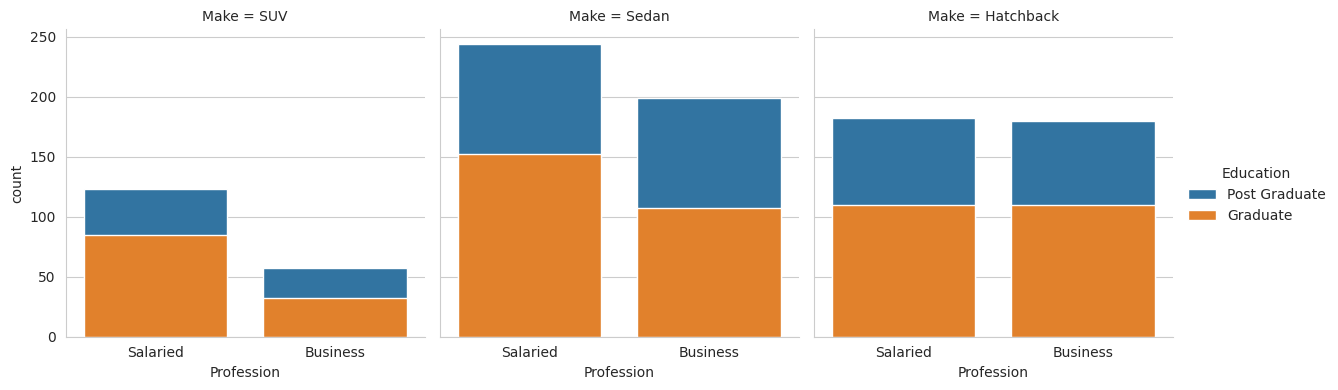 Make = SUV
Make = Sedan
Make = Hatchback
250
200
150
100
50
0
count
Salaried
Business
Salaried
Business
Salaried
Business
Profession
Profession
Profession
Education
Post Graduate
Graduate